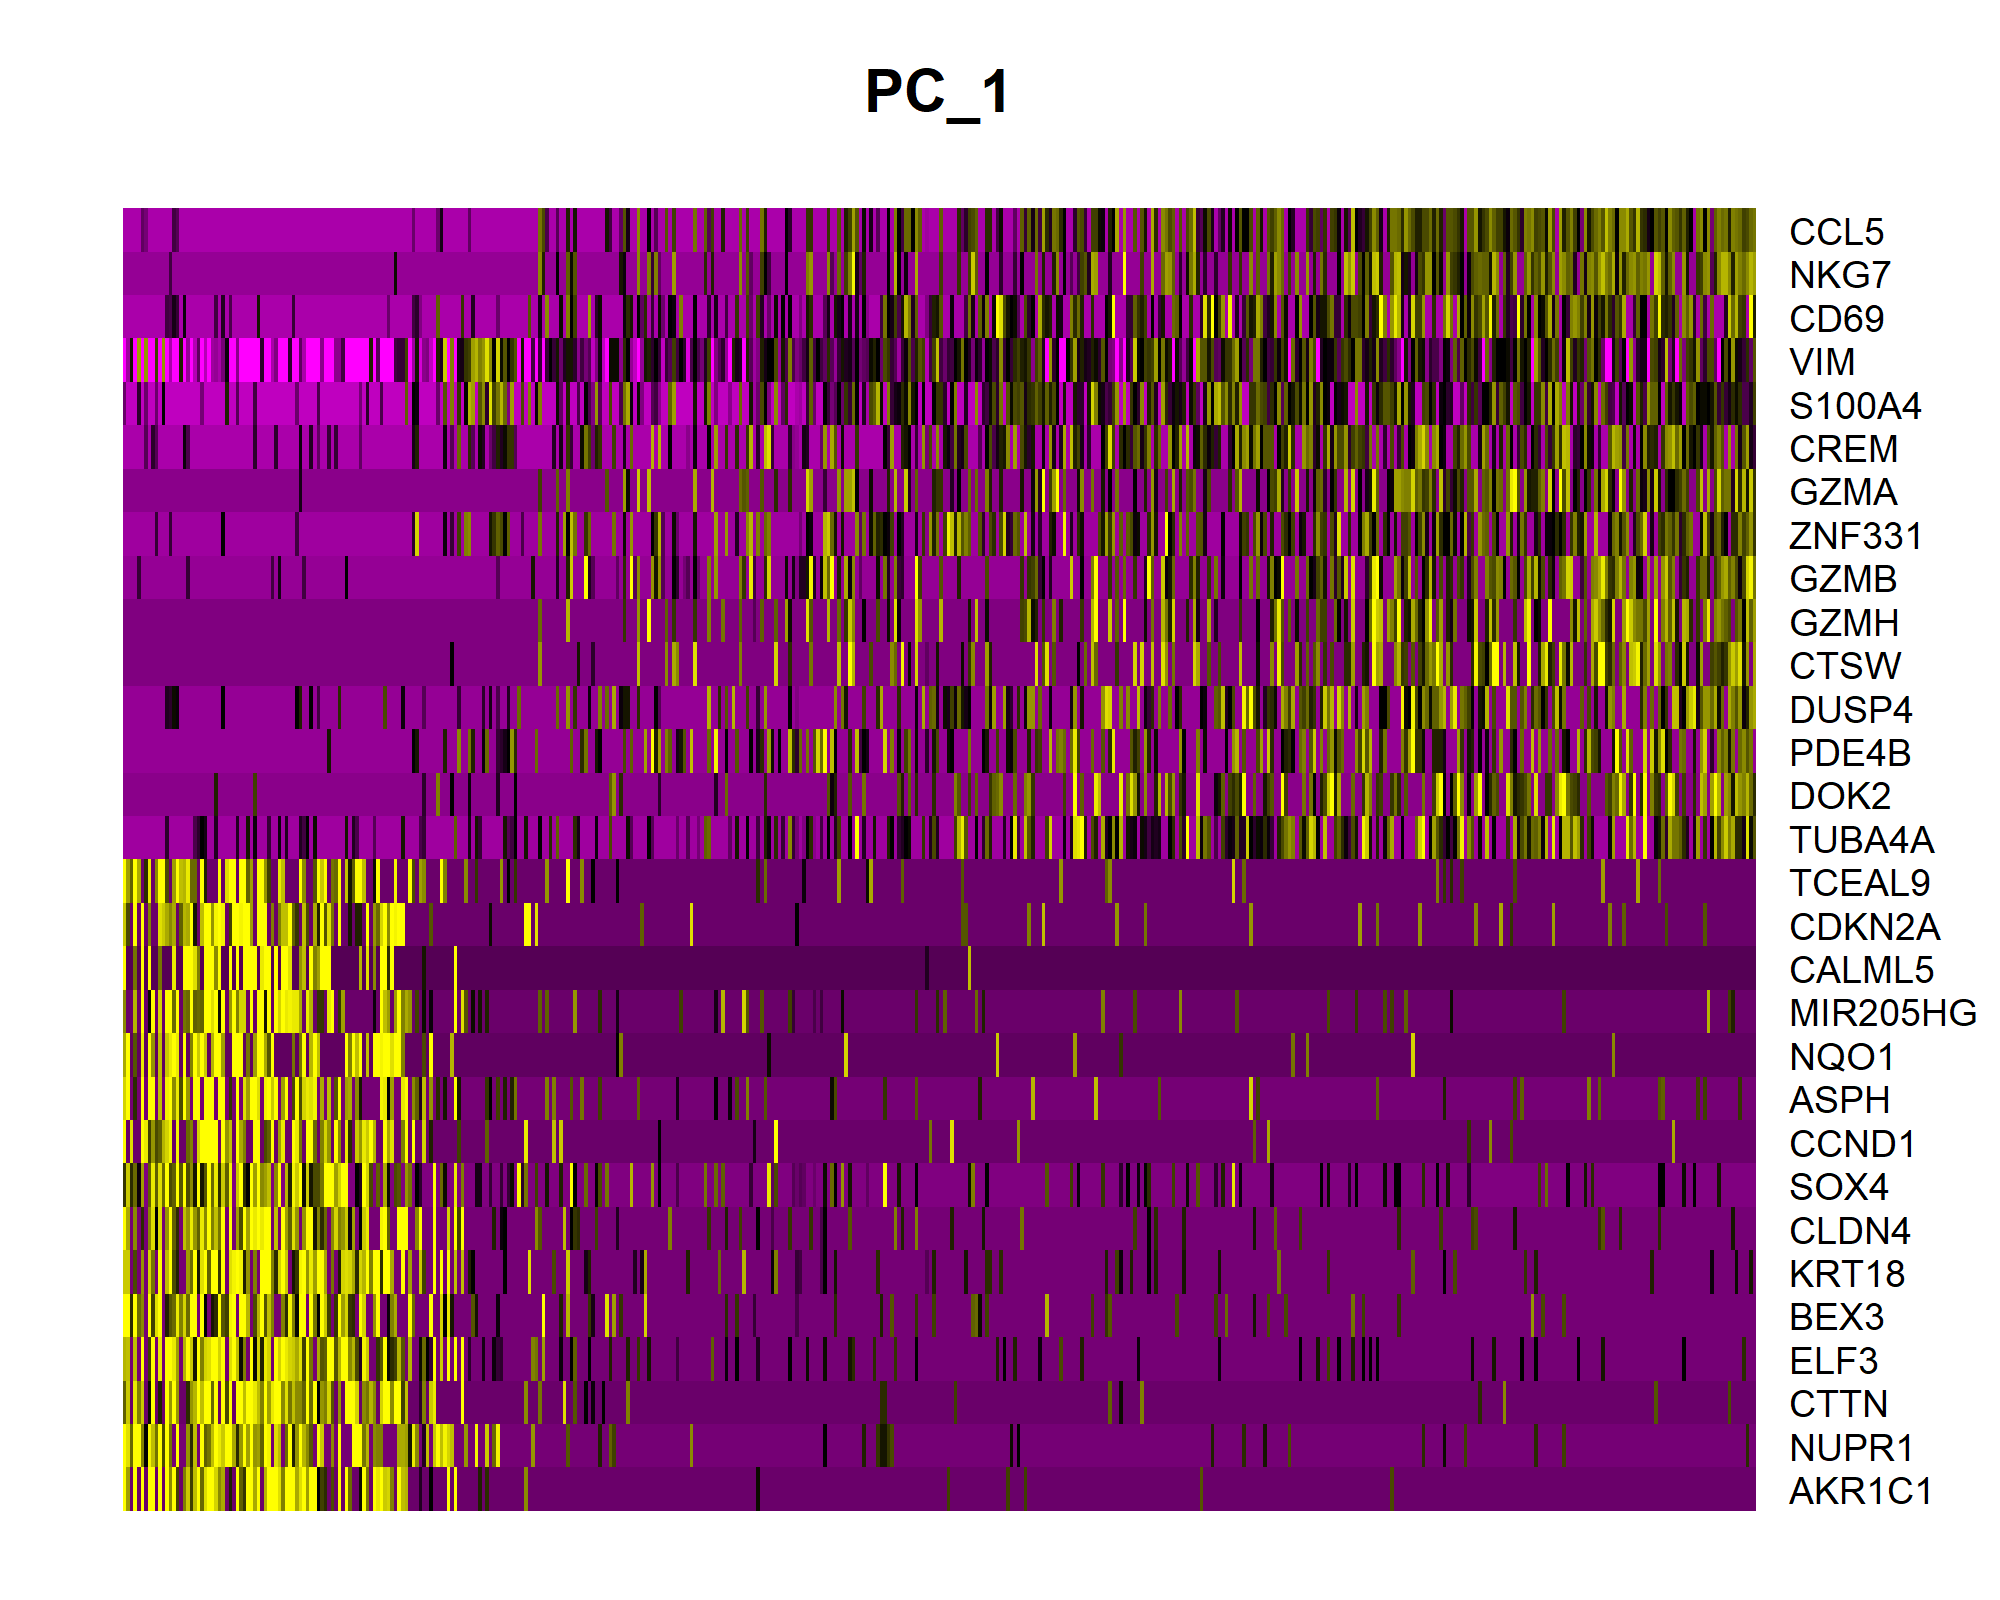 PC_1
CCL5
NKG7
CD69
VIM
S100A4
CREM
GZMA
ZNF331
GZMB
GZMH
CTSW
DUSP4
PDE4B
DOK2
TUBA4A
TCEAL9
CDKN2A
CALML5
MIR205HG
NQO1
ASPH
CCND1
SOX4
CLDN4
KRT18
BEX3
ELF3
CTTN
NUPR1
AKR1C1